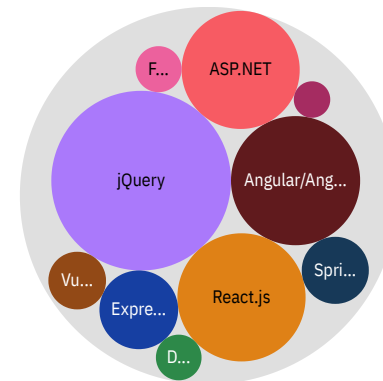 F...
ASP.NET
jQuery
Angular/Ang...
Vu...
Expre...
React.js
Spri...
D...